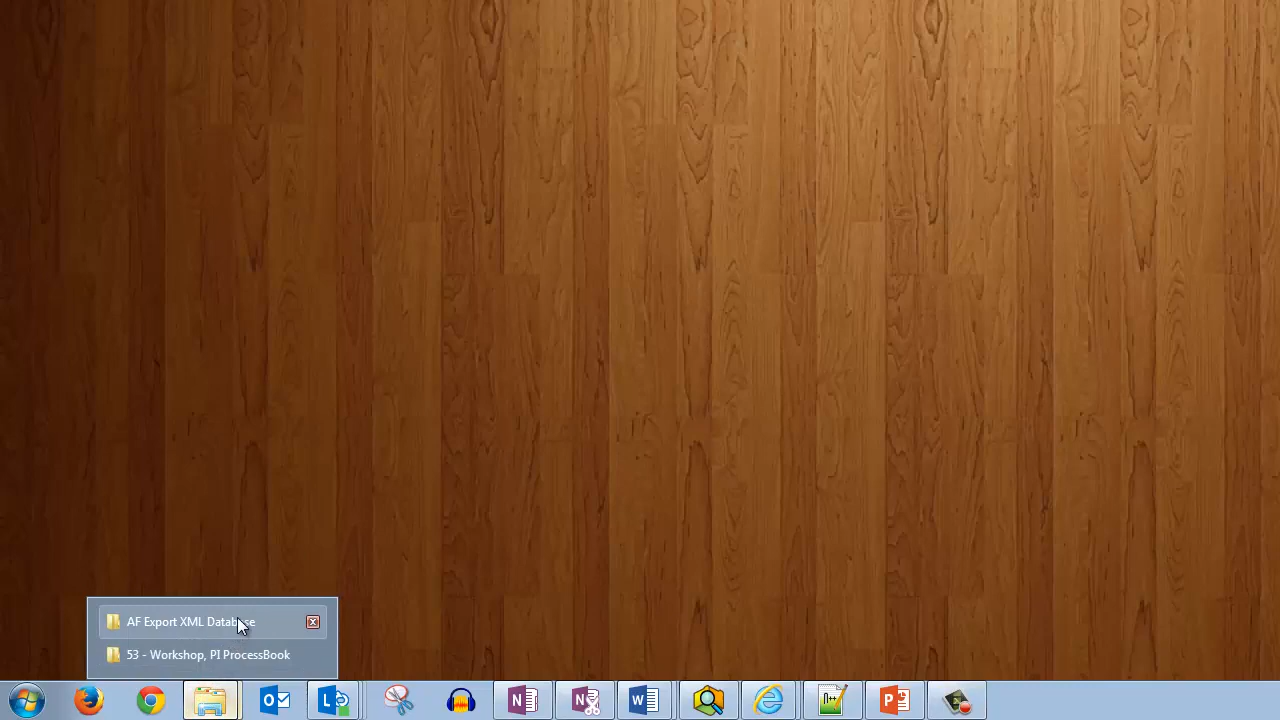 AF Export XML Database
53 - Workshop, PI ProcessBook